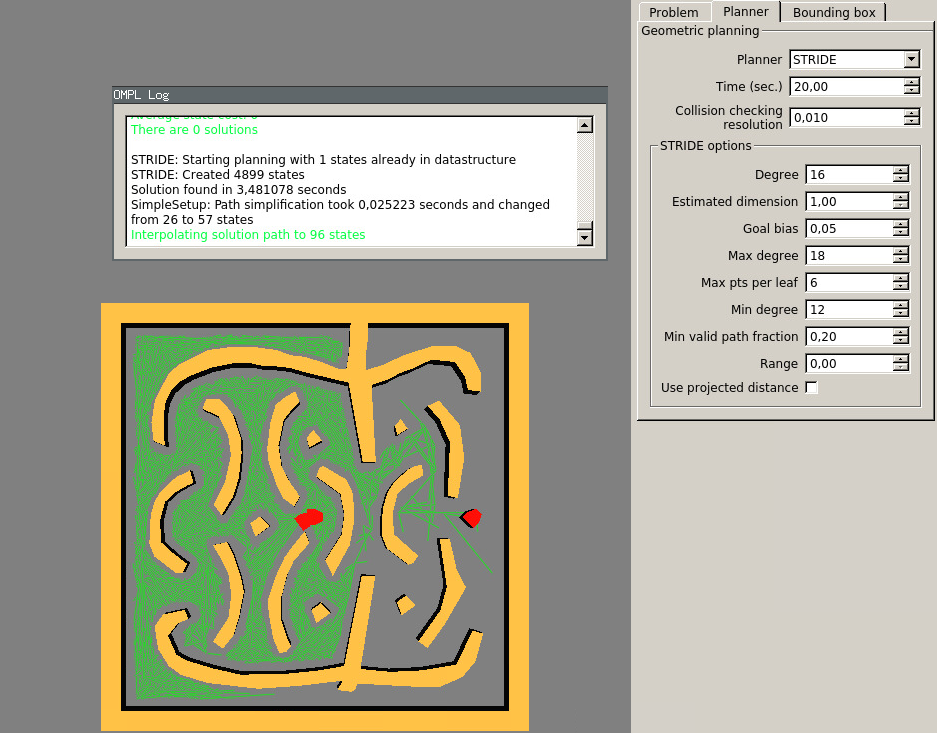 Problem
Planner
Bounding box
Geometric planning
Planner
STRIDE
Time (sec.)
20,00
Collision checking
resolution
0,010
STRIDE options
Degree
16
Estimated dimension
1,00
Goal bias
0,05
Max degree
18
Max pts per leaf
6
Min degree
12
Min valid path fraction
0,20
Range
0,00
Use projected distance
OMPL Log
There are 0 solutions
STRIDE: Starting planning with 1 states already in datastructure
STRIDE: Created 4899 states
Solution found in 3,481078 seconds
SimpleSetup: Path simplification took 0,025223 seconds and changed
from 26 to 57 states
Interpolating solution path to 96 states